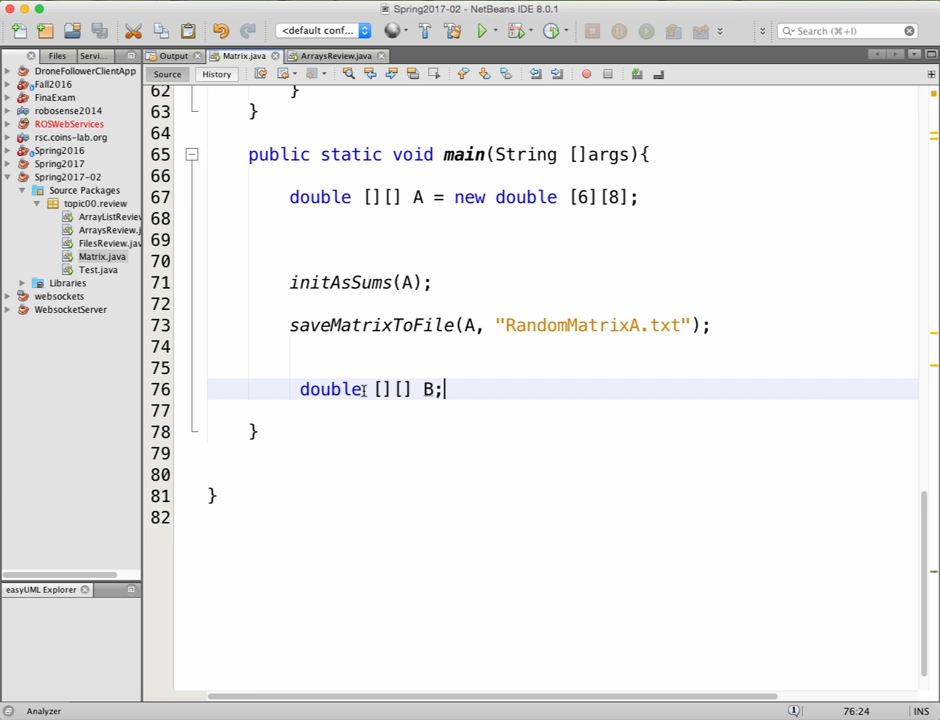 Spring2017-02 - NetBeans IDE 8.0.1
<default conf...
Search (⌘+I)
Files
Servi...
Output
Matrix.java
ArraysReview.java
Source
History
DroneFollowerClientApp
Fall2016
FinaExam
robosense2014
ROSWebServices
rsc.coins-lab.org
Spring2016
Spring2017
Spring2017-02
Source Packages
topic00.review
ArrayListReview
ArraysReview.j
FilesReview.jav
Matrix.java
Test.java
Libraries
websockets
WebsocketServer
easyUML Explorer
62 }
63 }
64
65 public static void main(String []args){
66
67 double [][] A = new double [6][8];
68
69
70
71 initAsSums(A);
72
73 saveMatrixToFile(A, "RandomMatrixA.txt");
74
75
76 double [][] B;
77
78 }
79
80
81 }
82
Analyzer
76:24
INS